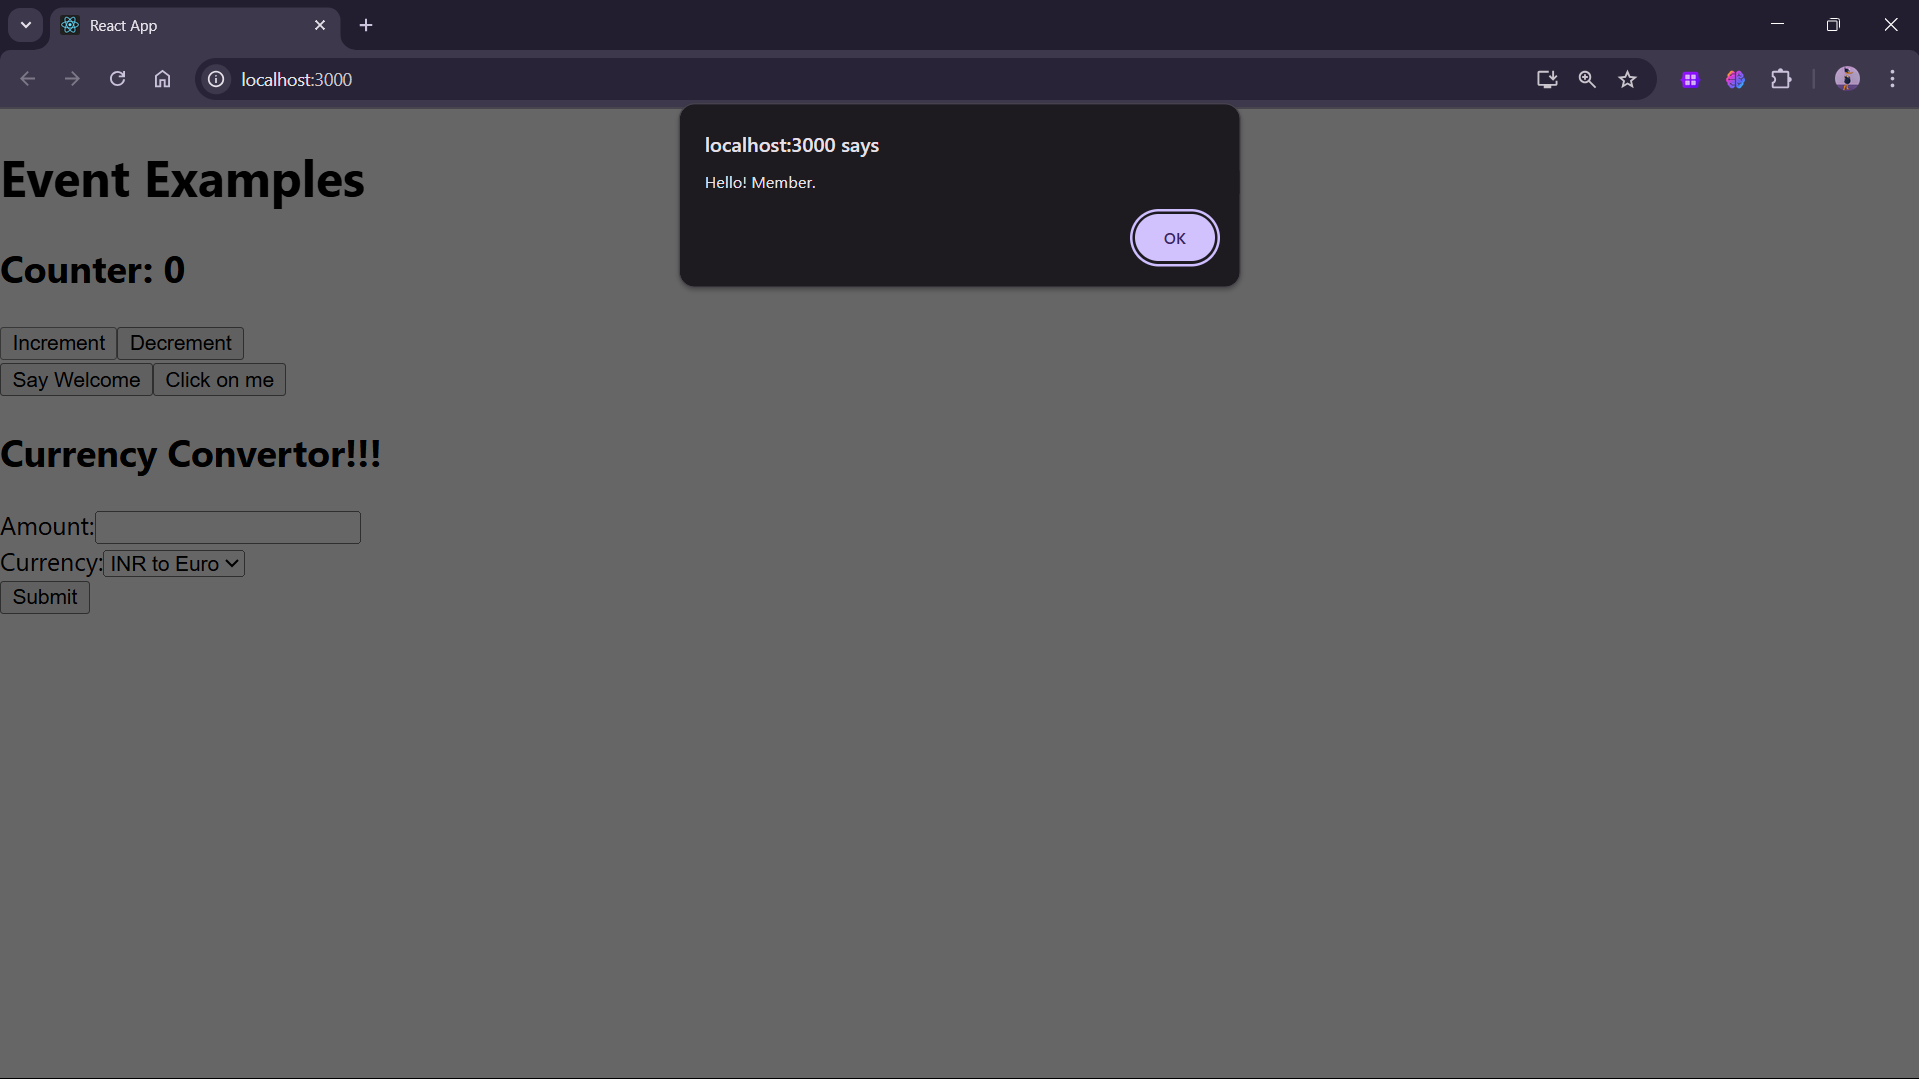 React App
localhost:3000
localhost:3000 says
Hello! Member.
OK
Event Examples
Counter: 0
Increment Decrement
Say Welcome Click on me
Currency Convertor!!!
Amount:
Currency: INR to Euro
Submit